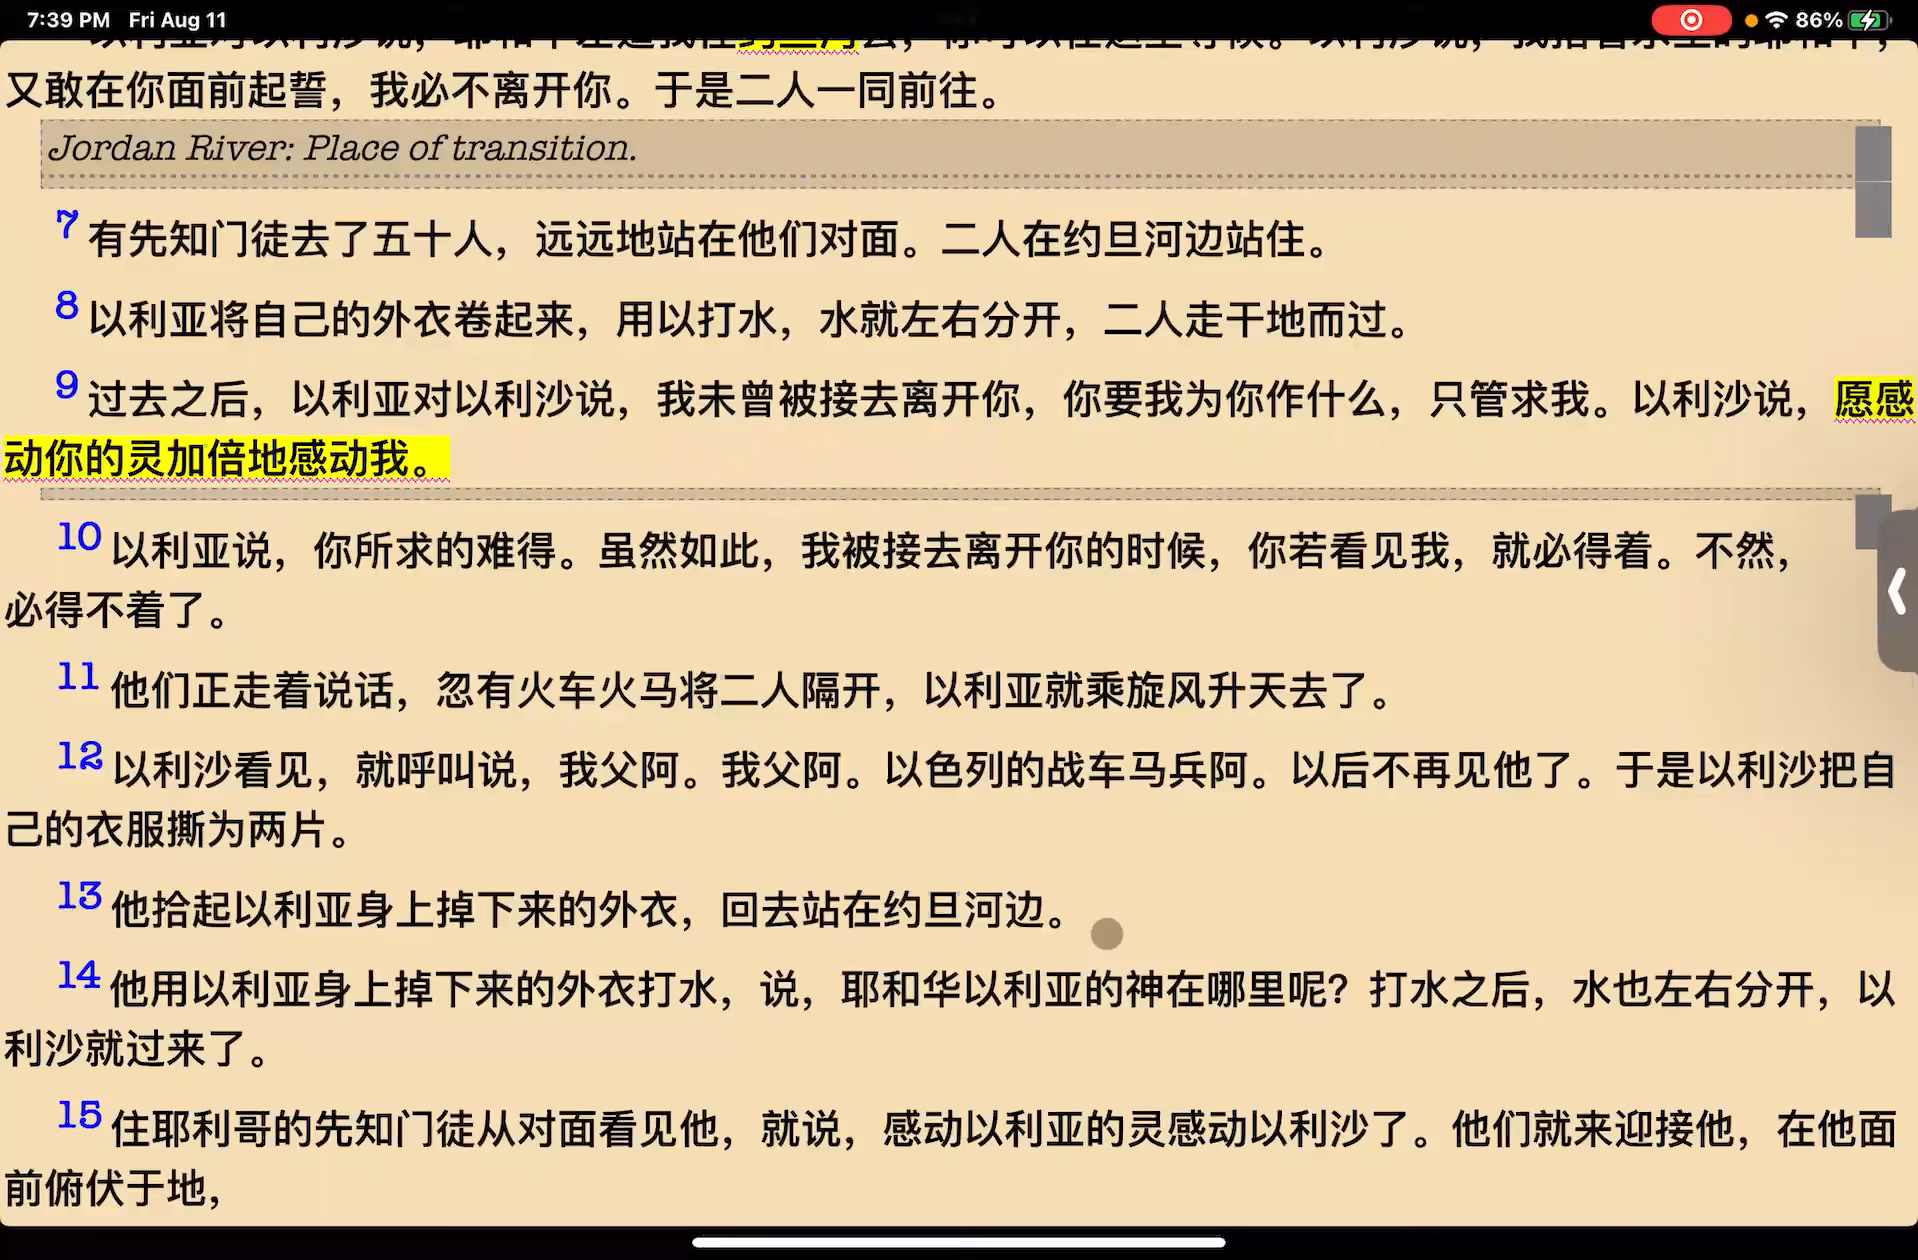 7:39 PM Fri Aug 11
86%
又敢在你面前起誓，我必不离开你。于是二人一同前往。
Jordan River: Place of transition.
7 有先知门徒去了五十人，远远地站在他们对面。二人在约旦河边站住。
8 以利亚将自己的外衣卷起来，用以打水，水就左右分开，二人走干地而过。
9 过去之后，以利亚对以利沙说，我未曾被接去离开你，你要我为你作什么，只管求我。以利沙说，愿感
动你的灵加倍地感动我。
10 以利亚说，你所求的难得。虽然如此，我被接去离开你的时候，你若看见我，就必得着。不然，
必得不着了。
11 他们正走着说话，忽有火车火马将二人隔开，以利亚就乘旋风升天去了。
12 以利沙看见，就呼叫说，我父阿。我父阿。以色列的战车马兵阿。以后不再见他了。于是以利沙把自
己的衣服撕为两片。
13 他拾起以利亚身上掉下来的外衣，回去站在约旦河边。
14 他用以利亚身上掉下来的外衣打水，说，耶和华以利亚的神在哪里呢？打水之后，水也左右分开，以
利沙就过来了。
15 住耶利哥的先知门徒从对面看见他，就说，感动以利亚的灵感动以利沙了。他们就来迎接他，在他面
前俯伏于地，